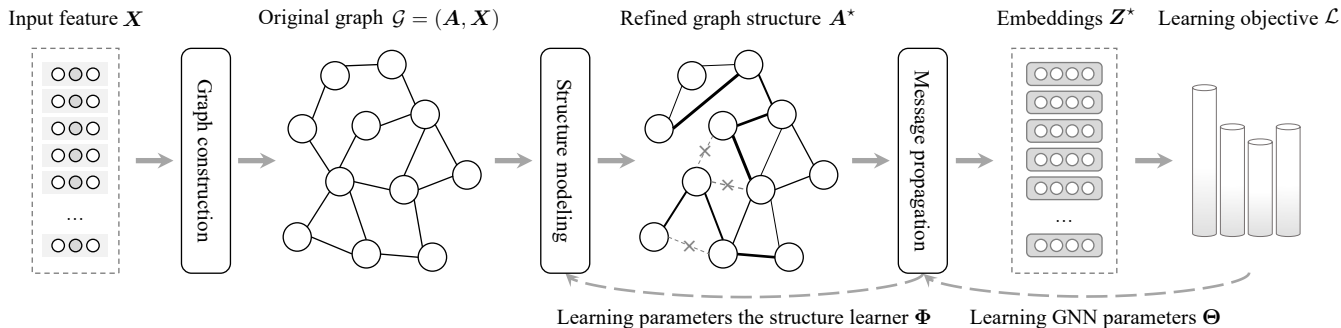 Input feature X
Original graph 𝒢 = (A, X)
Refined graph structure A⋆
Embeddings Z⋆
Learning objective ℒ
Graph construction
Structure modeling
Message propagation
...
...
Learning parameters the structure learner Φ
Learning GNN parameters Θ